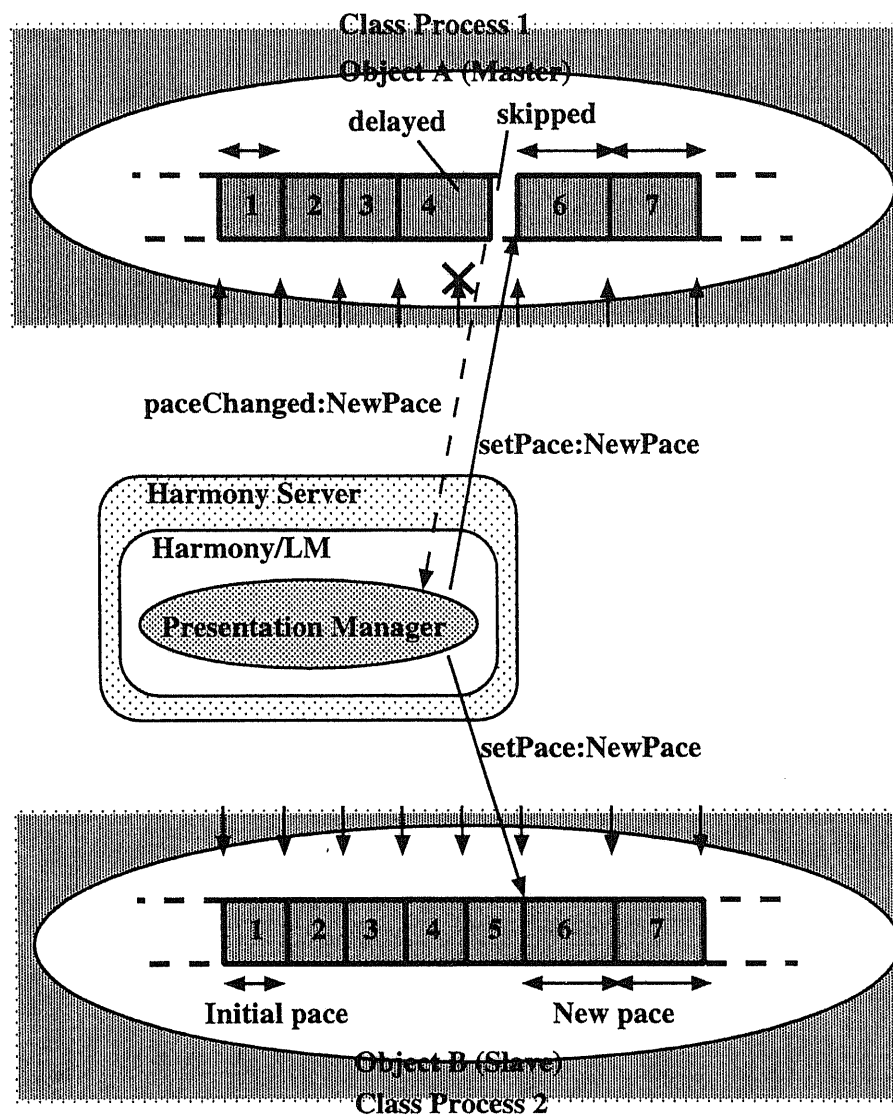 Class Process 1
Object A (Master)
delayed
skipped
1 2 3 4 6 7
paceChanged:NewPace
setPace:NewPace
Harmony Server
Harmony/LM
Presentation Manager
setPace:NewPace
1 2 3 4 5 6 7
Initial pace
New pace
Object B (Slave)
Class Process 2